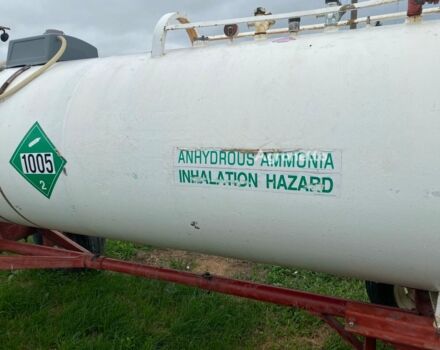 1005
2
ANHYDROUS AMMONIA
INHALATION HAZARD